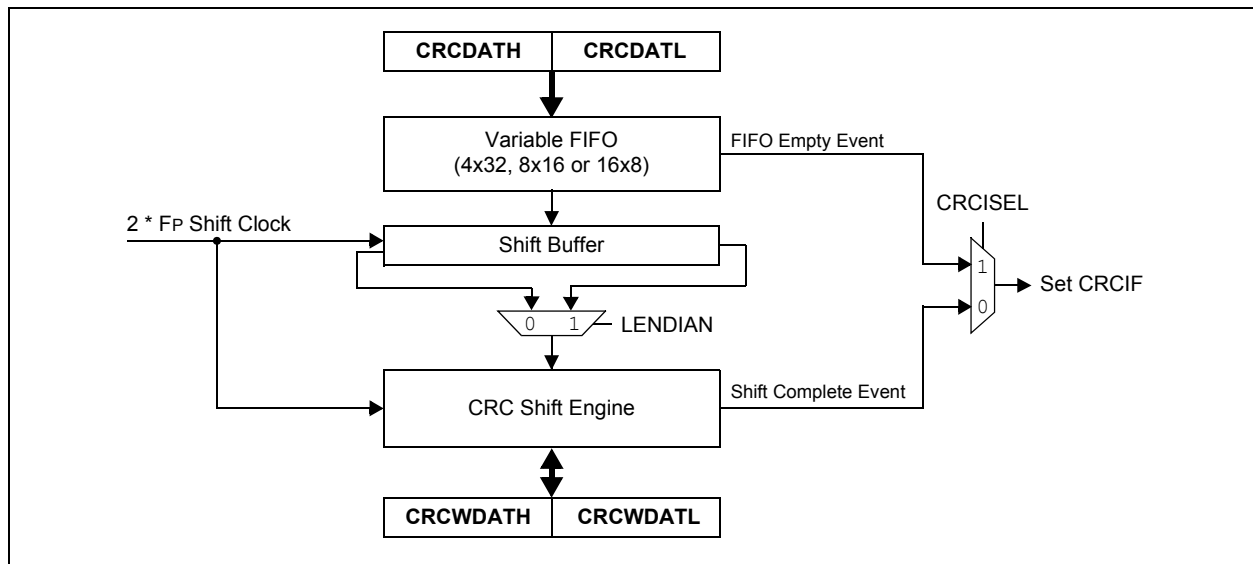 CRCDATH CRCDATL
Variable FIFO
(4x32, 8x16 or 16x8)
FIFO Empty Event
CRCISEL
2 * FP Shift Clock
Shift Buffer
1
Set CRCIF
0
0 1
LENDIAN
CRC Shift Engine
Shift Complete Event
CRCWDATH CRCWDATL